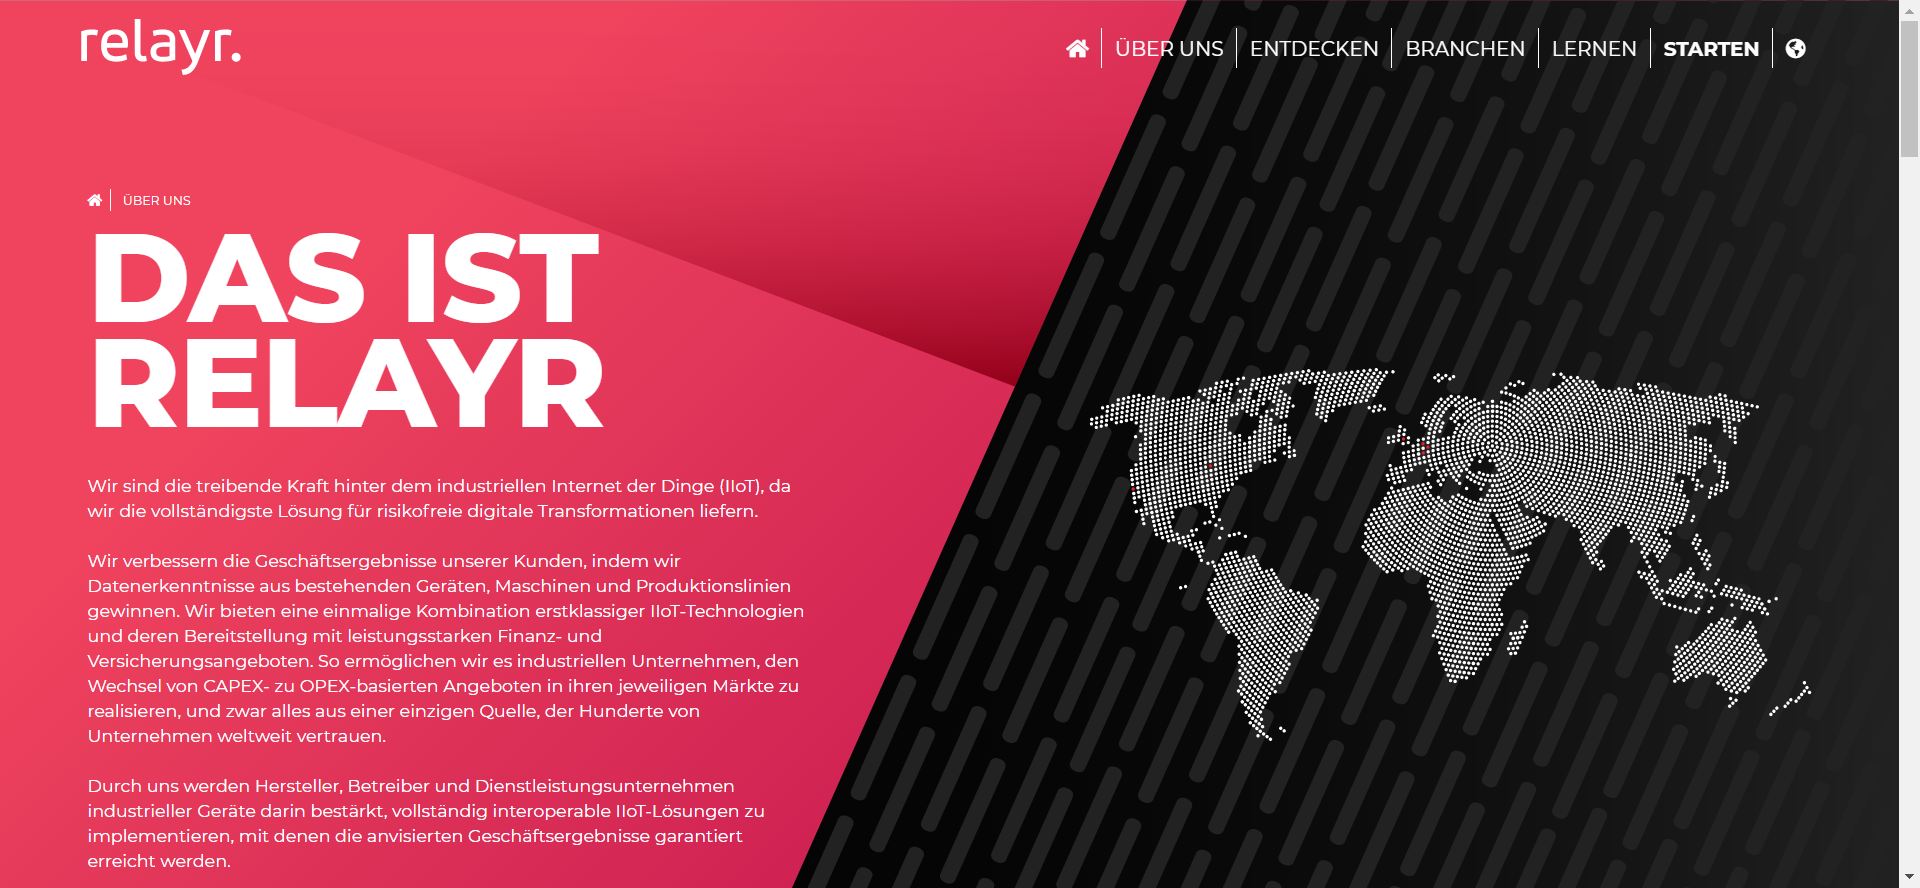 relayr.
ÜBER UNS
ENTDECKEN
BRANCHEN
LERNEN
STARTEN
ÜBER UNS
DAS IST
RELAYR
Wir sind die treibende Kraft hinter dem industriellen Internet der Dinge (IIoT), da
wir die vollständigste Lösung für risikofreie digitale Transformationen liefern.
Wir verbessern die Geschäftsergebnisse unserer Kunden, indem wir
Datenerkenntnisse aus bestehenden Geräten, Maschinen und Produktionslinien
gewinnen. Wir bieten eine einmalige Kombination erstklassiger IIoT-Technologien
und deren Bereitstellung mit leistungsstarken Finanz- und
Versicherungsangeboten. So ermöglichen wir es industriellen Unternehmen, den
Wechsel von CAPEX- zu OPEX-basierten Angeboten in ihren jeweiligen Märkte zu
realisieren, und zwar alles aus einer einzigen Quelle, der Hunderte von
Unternehmen weltweit vertrauen.
Durch uns werden Hersteller, Betreiber und Dienstleistungsunternehmen
industrieller Geräte darin bestärkt, vollständig interoperable IIoT-Lösungen zu
implementieren, mit denen die anvisierten Geschäftsergebnisse garantiert
erreicht werden.